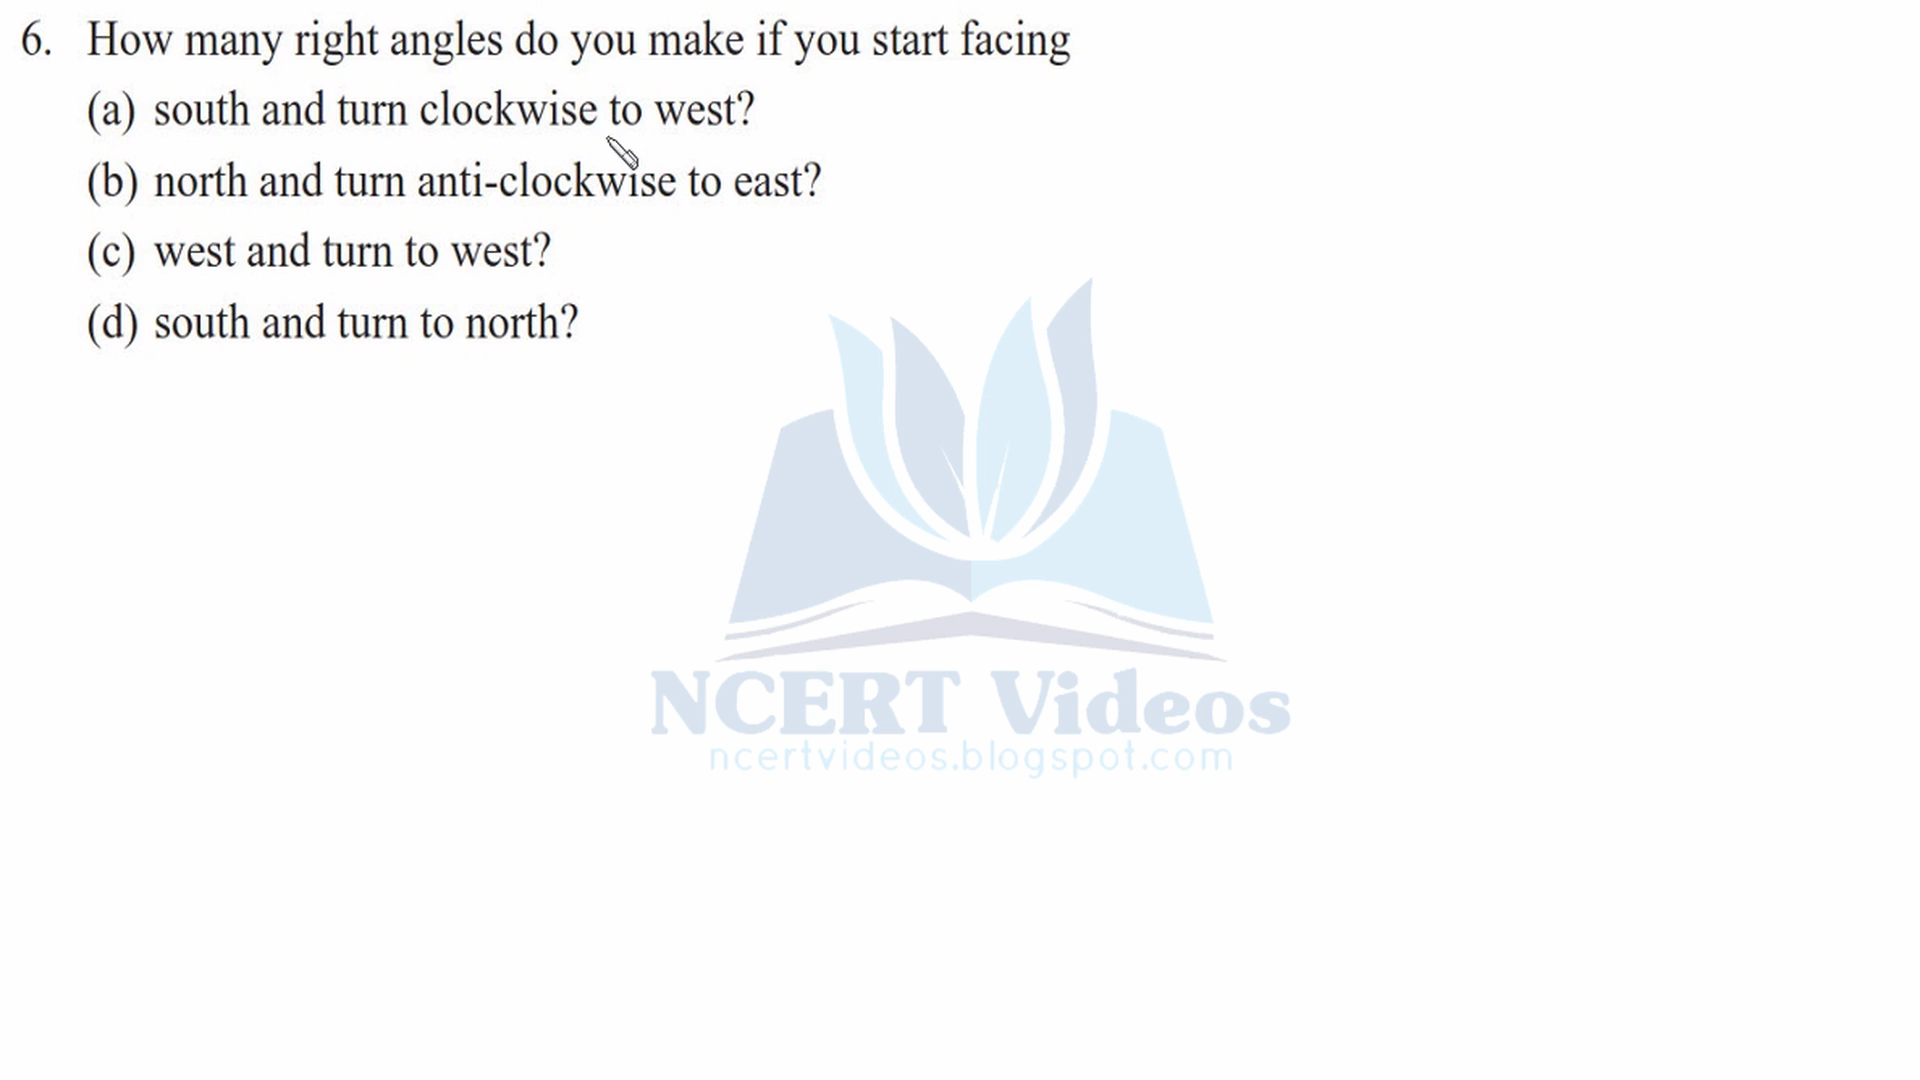 6. How many right angles do you make if you start facing
(a) south and turn clockwise to west?
(b) north and turn anti-clockwise to east?
(c) west and turn to west?
(d) south and turn to north?
NCERT Videos
ncertvideos.blogspot.com